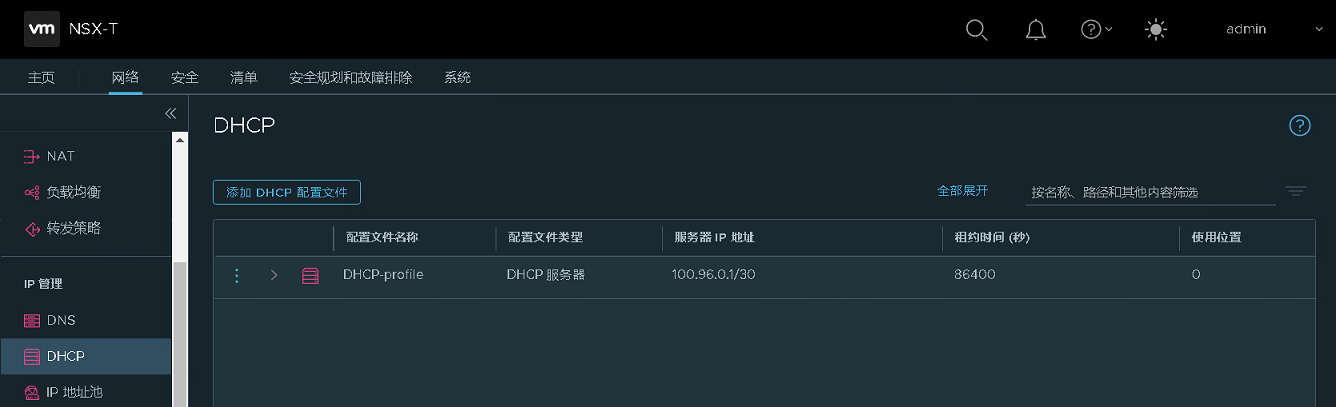 vm NSX-T admin
主页 网络 安全 清单 安全规划和故障排除 系统
DHCP
NAT
负载均衡
添加 DHCP 配置文件 全部展开 按名称、路径和其他内容筛选
转发策略
配置文件名称 配置文件类型 服务器 IP 地址 租约时间 (秒) 使用位置
DHCP-profile DHCP 服务器 100.96.0.1/30 86400 0
IP 管理
DNS
DHCP
IP 地址池